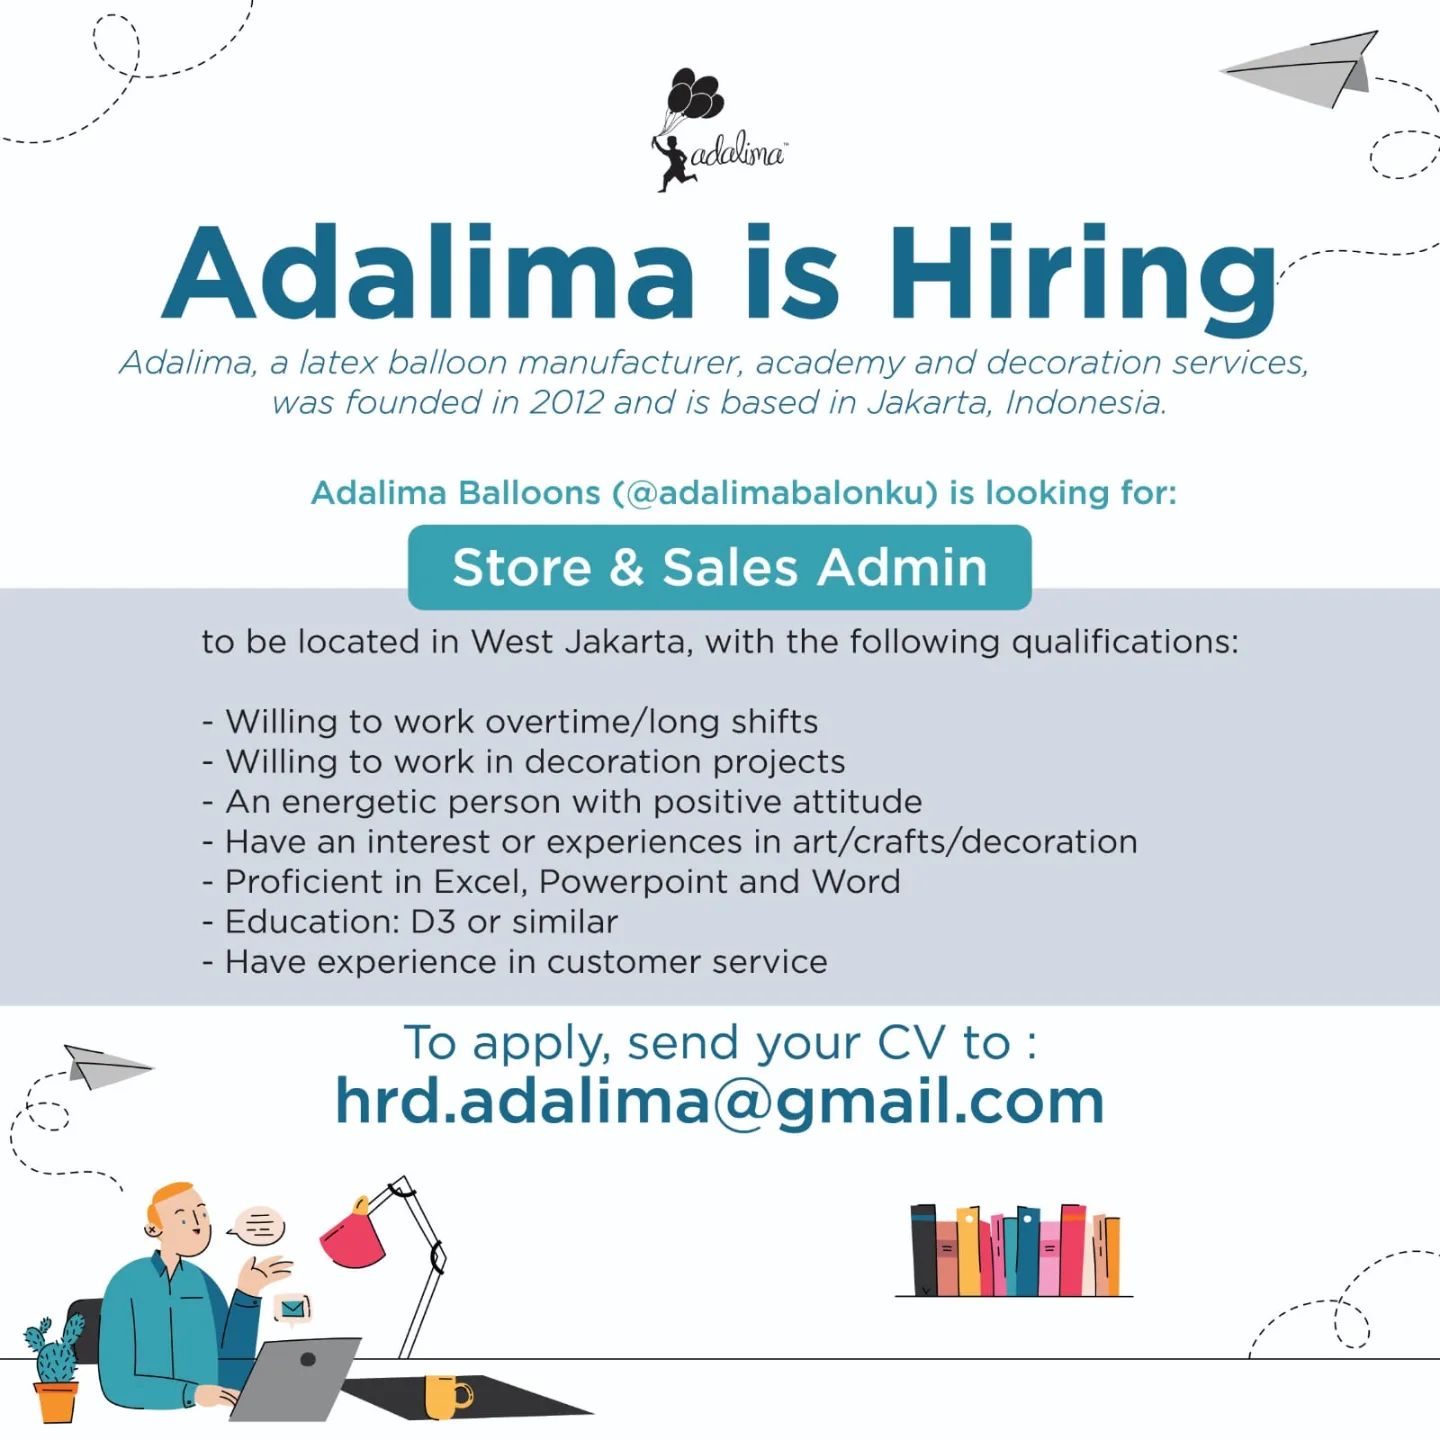 adalima™
Adalima is Hiring
Adalima, a latex balloon manufacturer, academy and decoration services,
was founded in 2012 and is based in Jakarta, Indonesia.
Adalima Balloons (@adalimabalonku) is looking for:
Store & Sales Admin
to be located in West Jakarta, with the following qualifications:
- Willing to work overtime/long shifts
- Willing to work in decoration projects
- An energetic person with positive attitude
- Have an interest or experiences in art/crafts/decoration
- Proficient in Excel, Powerpoint and Word
- Education: D3 or similar
- Have experience in customer service
To apply, send your CV to :
hrd.adalima@gmail.com